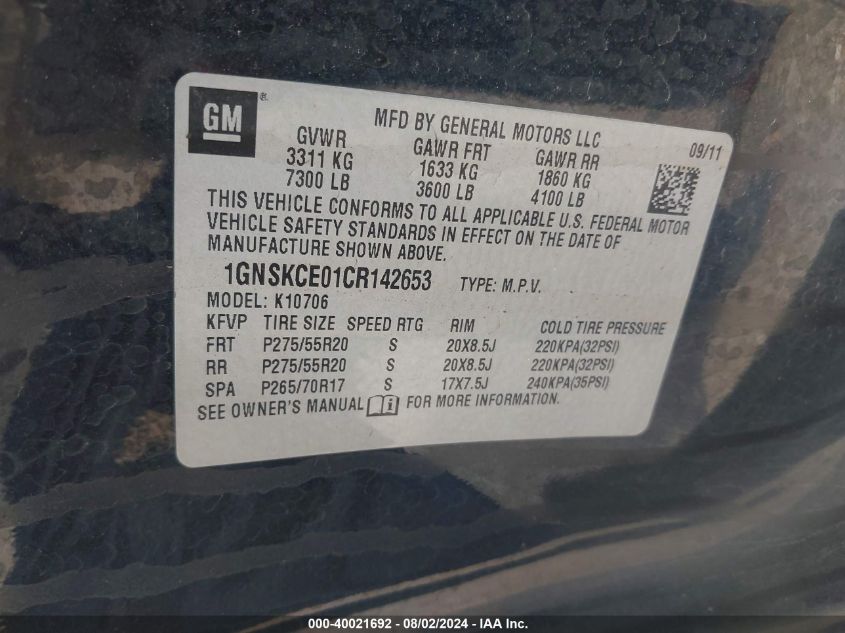 GM ®
MFD BY GENERAL MOTORS LLC
09/11
GVWR GAWR FRT GAWR RR
3311 KG 1633 KG 1860 KG
7300 LB 3600 LB 4100 LB
THIS VEHICLE CONFORMS TO ALL APPLICABLE U.S. FEDERAL MOTOR
VEHICLE SAFETY STANDARDS IN EFFECT ON THE DATE OF
MANUFACTURE SHOWN ABOVE.
1GNSKCE01CR142653 TYPE: M.P.V.
MODEL: K10706
KFVP TIRE SIZE SPEED RTG RIM COLD TIRE PRESSURE
FRT P275/55R20 S 20X8.5J 220KPA(32PSI)
RR P275/55R20 S 20X8.5J 220KPA(32PSI)
SPA P265/70R17 S 17X7.5J 240KPA(35PSI)
SEE OWNER'S MANUAL i FOR MORE INFORMATION.
000-40021692 - 08/02/2024 - IAA Inc.